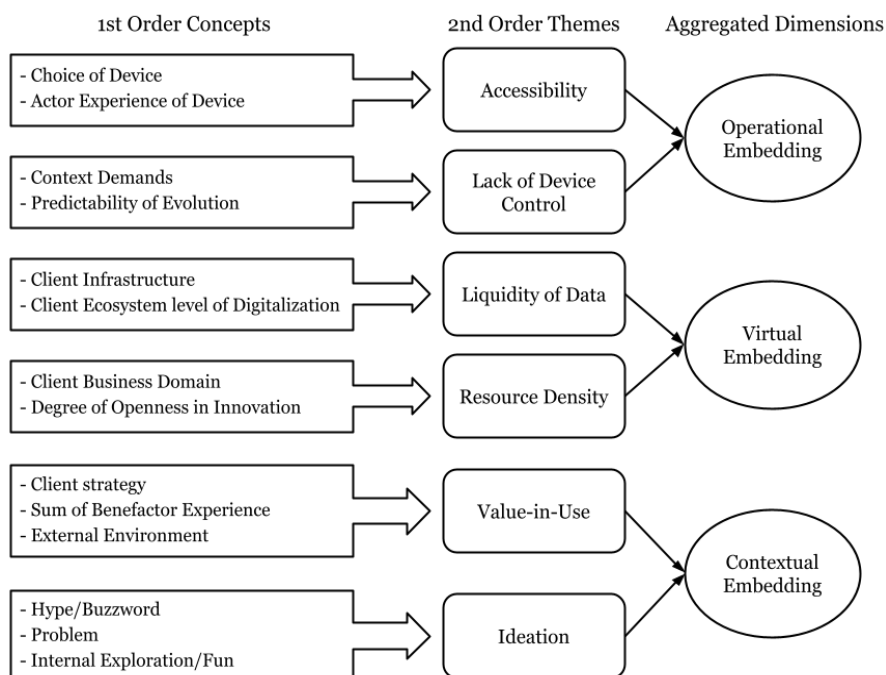 1st Order Concepts
2nd Order Themes
Aggregated Dimensions
- Choice of Device
- Actor Experience of Device
Accessibility
Operational
Embedding
- Context Demands
- Predictability of Evolution
Lack of Device
Control
- Client Infrastructure
- Client Ecosystem level of Digitalization
Liquidity of Data
Virtual
Embedding
- Client Business Domain
- Degree of Openness in Innovation
Resource Density
- Client strategy
- Sum of Benefactor Experience
- External Environment
Value-in-Use
Contextual
Embedding
- Hype/Buzzword
- Problem
- Internal Exploration/Fun
Ideation